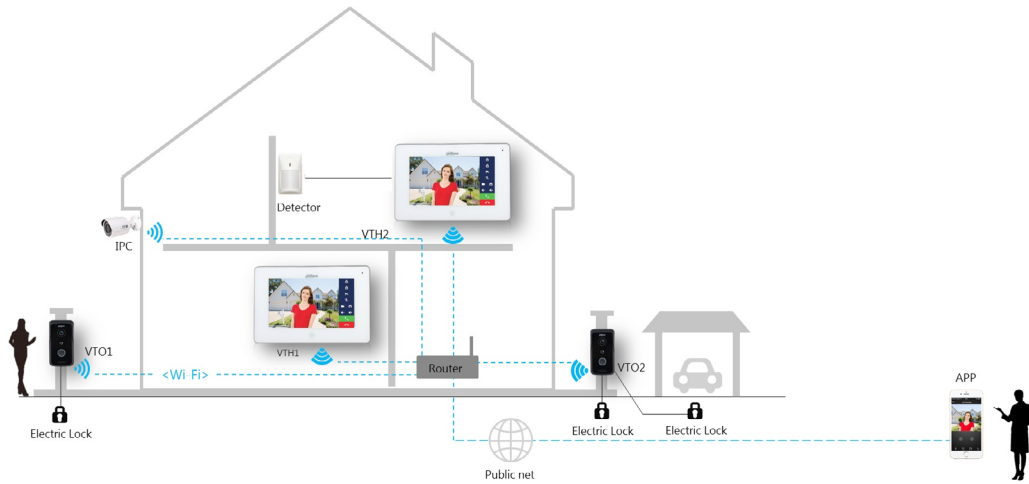 Detector
VTH2
IPC
VTH1
VTO1
<Wi-Fi>
Router
VTO2
APP
Electric Lock
Electric Lock
Electric Lock
Public net